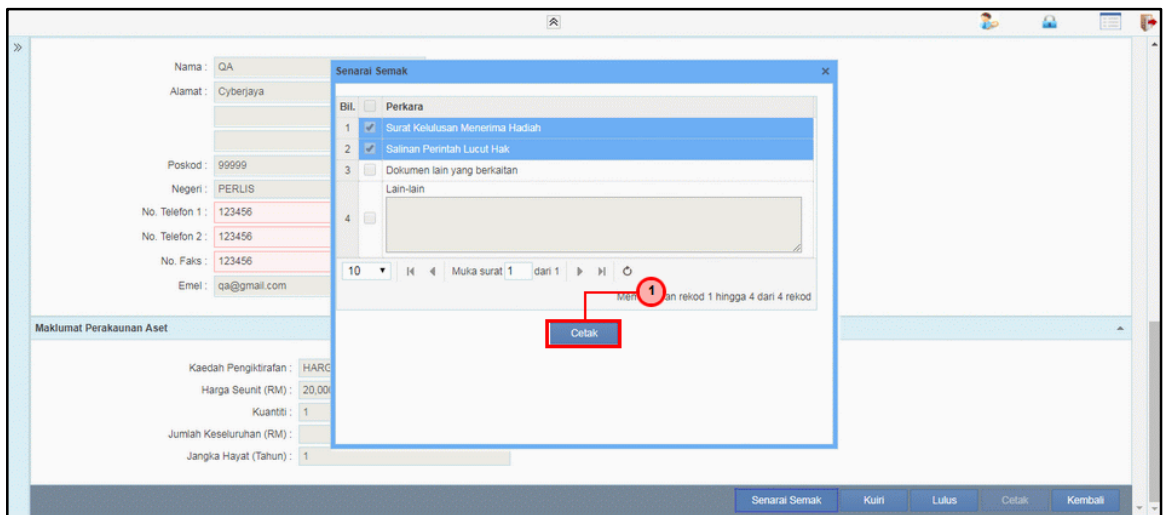 Nama : QA
Alamat : Cyberjaya
Poskod : 99999
Negeri : PERLIS
No. Telefon 1 : 123456
No. Telefon 2 : 123456
No. Faks : 123456
Emel : qa@gmail.com
Senarai Semak
Bil. Perkara
1 Surat Kelulusan Menerima Hadiah
2 Salinan Perintah Lucut Hak
3 Dokumen lain yang berkaitan
Lain-lain
4
10 Muka surat 1 dari 1
1
rekod 1 hingga 4 dari 4 rekod
Cetak
Maklumat Perakaunan Aset
Kaedah Pengiktirafan : HARG
Harga Seunit (RM) : 20,00
Kuantiti : 1
Jumlah Keseluruhan (RM) :
Jangka Hayat (Tahun) : 1
Senarai Semak Kuiri Lulus Cetak Kembali